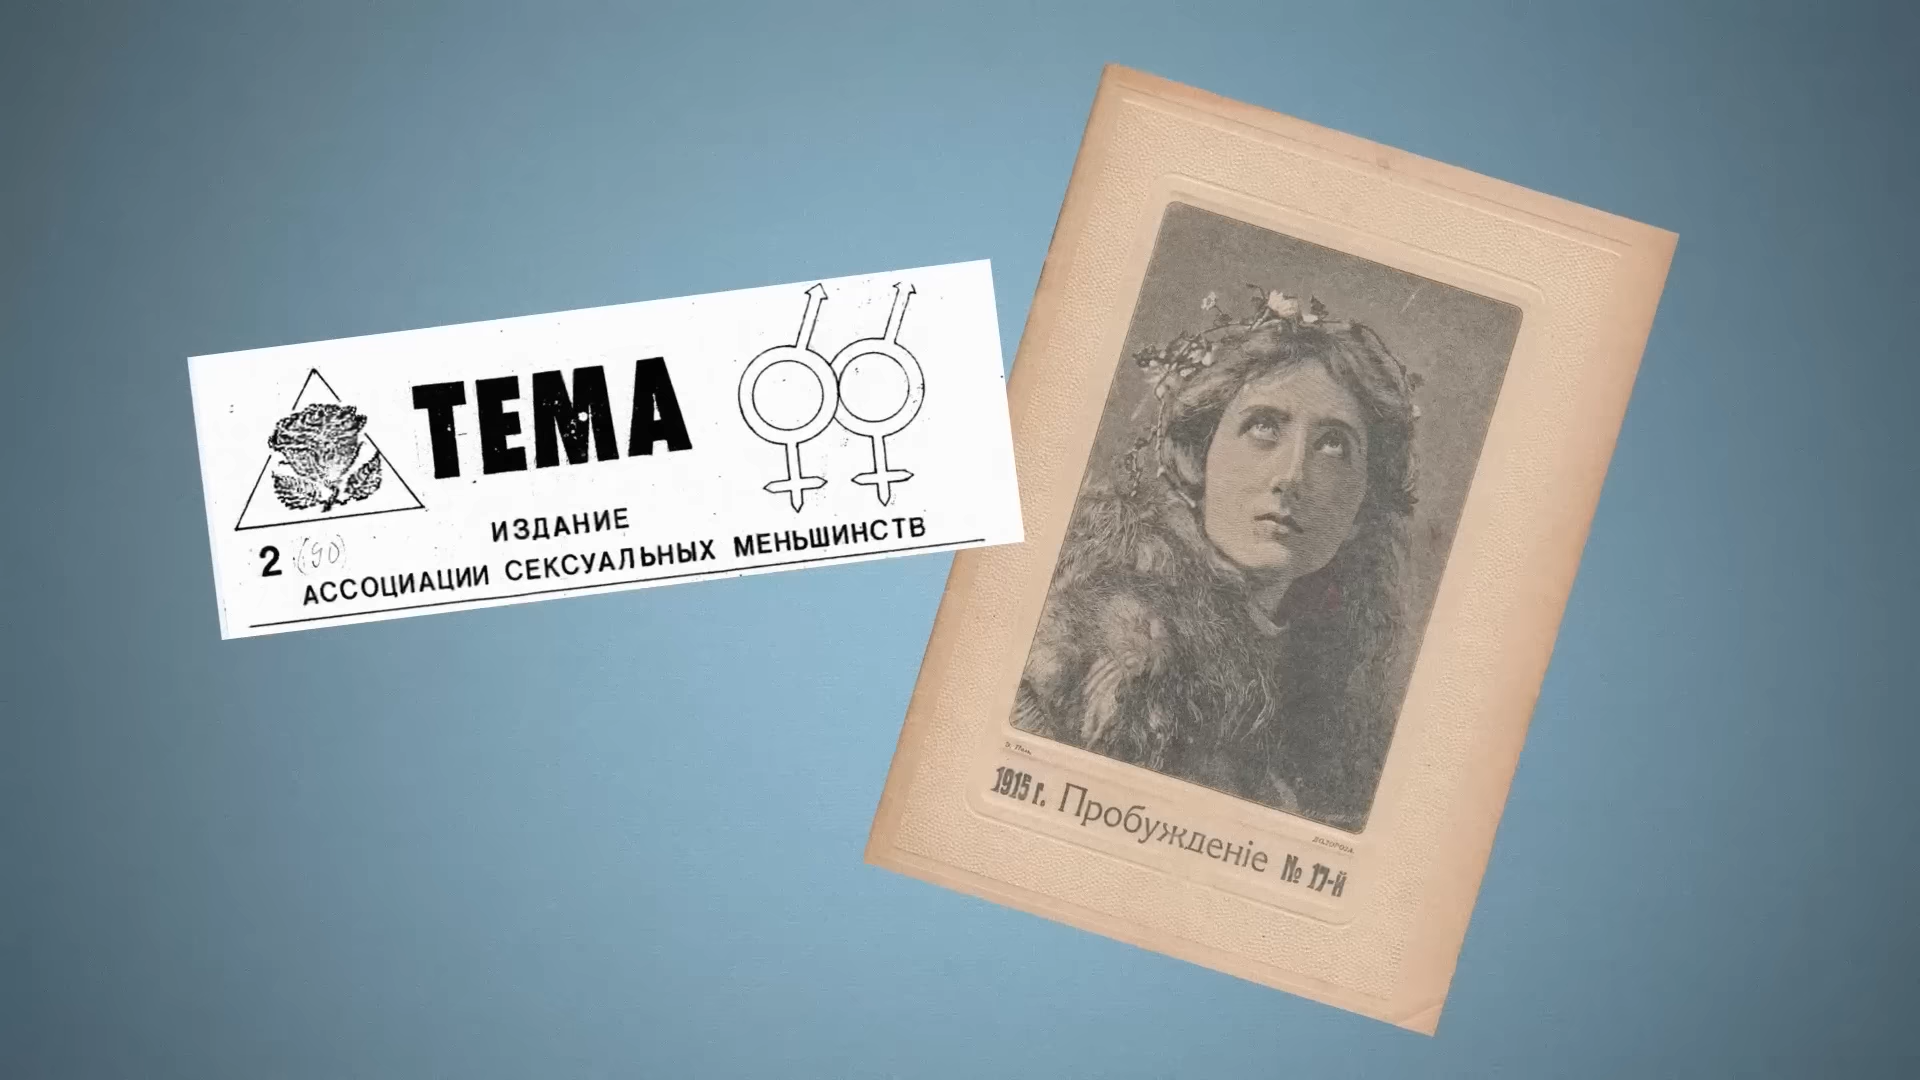 ТЕМА
2 (90)
ИЗДАНИЕ
АССОЦИАЦИИ СЕКСУАЛЬНЫХ МЕНЬШИНСТВ
1915 г. Пробужденіе № 17-й